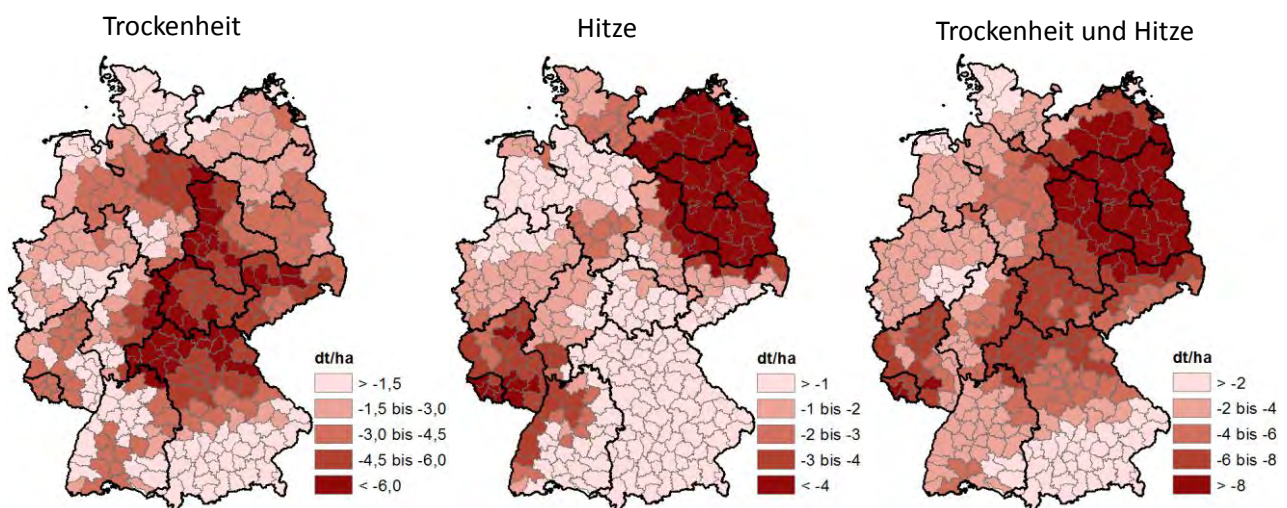 Trockenheit
Hitze
Trockenheit und Hitze
dt/ha
> -1,5
-1,5 bis -3,0
-3,0 bis -4,5
-4,5 bis -6,0
< -6,0
dt/ha
> -1
-1 bis -2
-2 bis -3
-3 bis -4
< -4
dt/ha
> -2
-2 bis -4
-4 bis -6
-6 bis -8
> -8